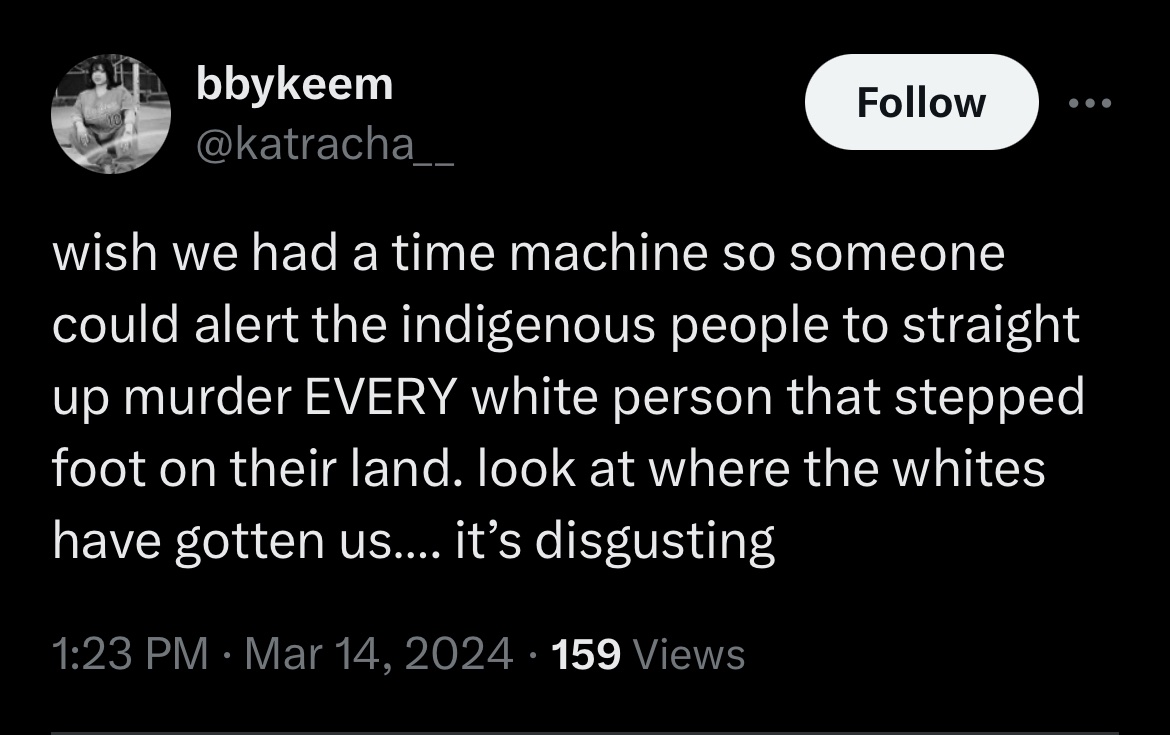 bbykeem
@katracha__
Follow
wish we had a time machine so someone
could alert the indigenous people to straight
up murder EVERY white person that stepped
foot on their land. look at where the whites
have gotten us.... it’s disgusting
1:23 PM · Mar 14, 2024 · 159 Views